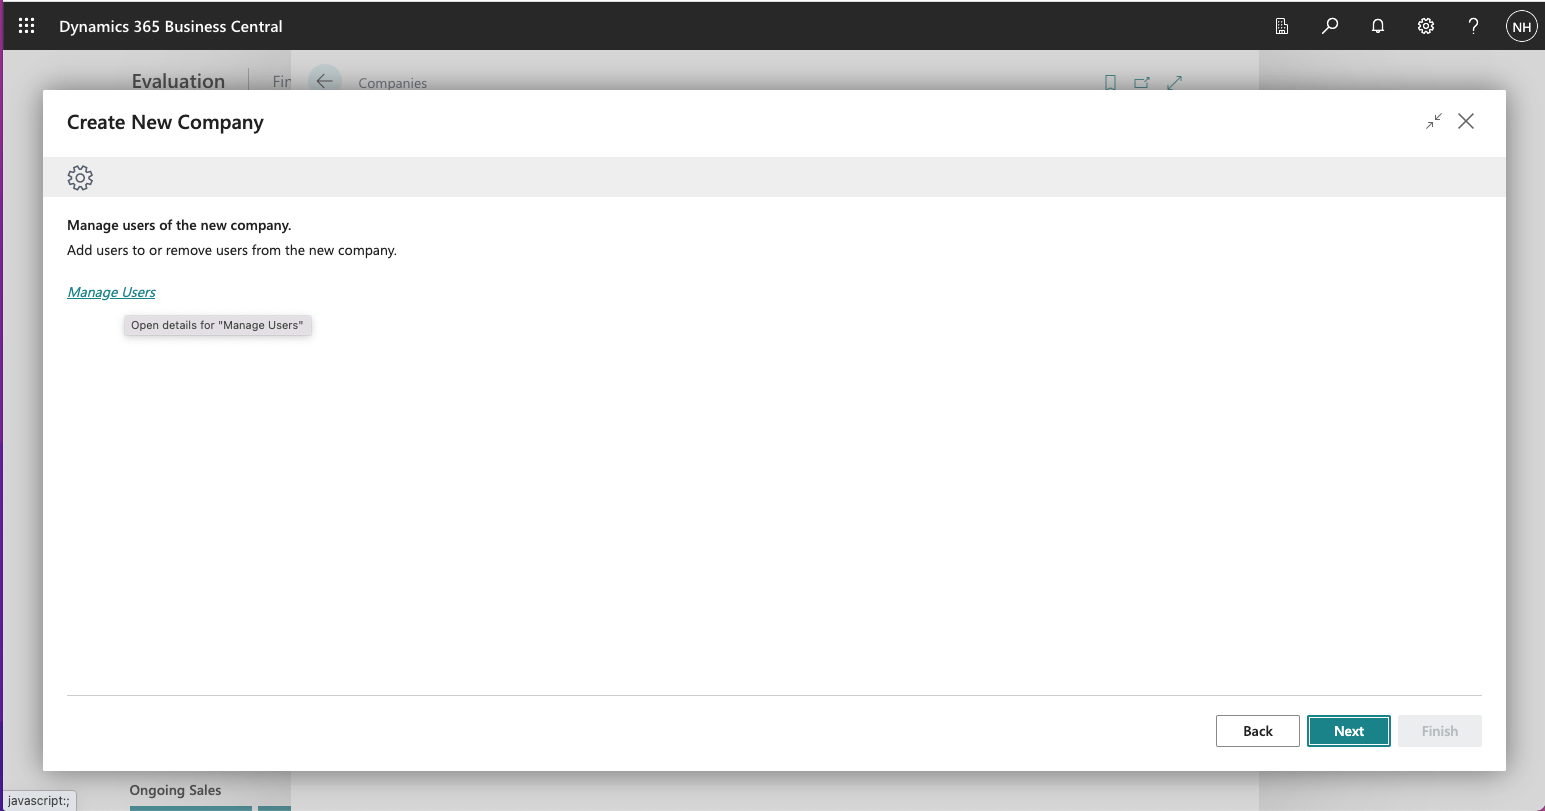 Dynamics 365 Business Central
NH
Evaluation
Fin
Companies
Create New Company
Manage users of the new company.
Add users to or remove users from the new company.
Manage Users
Open details for "Manage Users"
Back
Next
Finish
Ongoing Sales
javascript:;